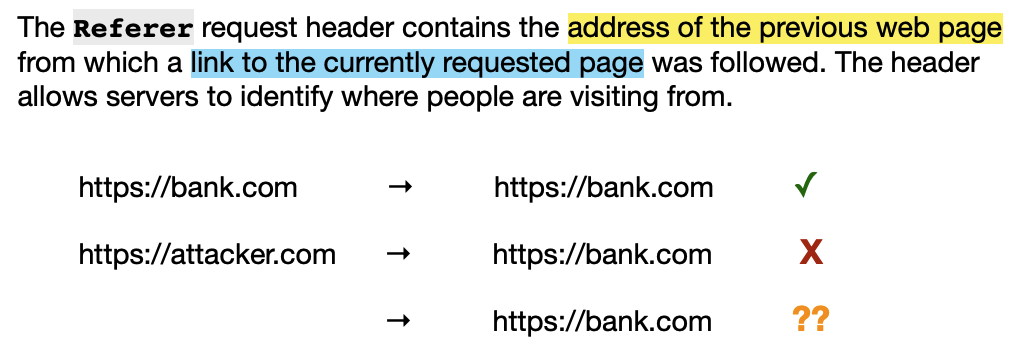 The Referer request header contains the address of the previous web page
from which a link to the currently requested page was followed. The header
allows servers to identify where people are visiting from.
https://bank.com → https://bank.com ✓
https://attacker.com → https://bank.com X
→ https://bank.com ??